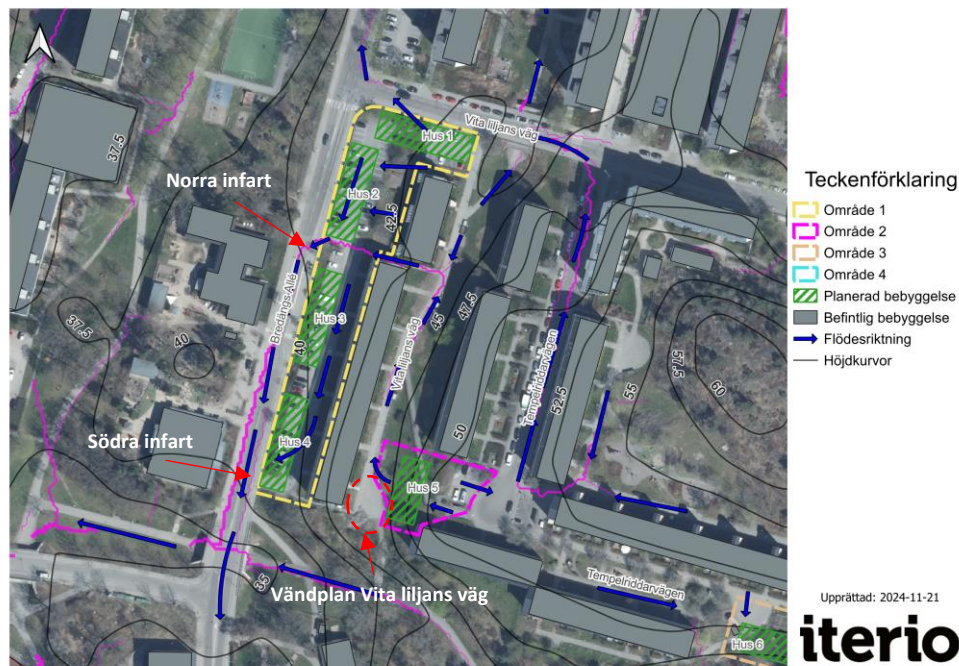 Vita liljans väg
Hus 1
37.5
Norra infart
Hus 2
42.5
Bredängs Allé
Hus 3
40
Vita liljans väg
45
47.5
Tempelriddarvägen
52.5
55
57.5
60
37.5
40
Södra infart
Hus 4
50
Hus 5
35
Vändplan Vita liljans väg
Tempelriddarvägen
Hus 6
Teckenförklaring
Område 1
Område 2
Område 3
Område 4
Planerad bebyggelse
Befintlig bebyggelse
Flödesriktning
Höjdkurvor
Upprättad: 2024-11-21
iterio